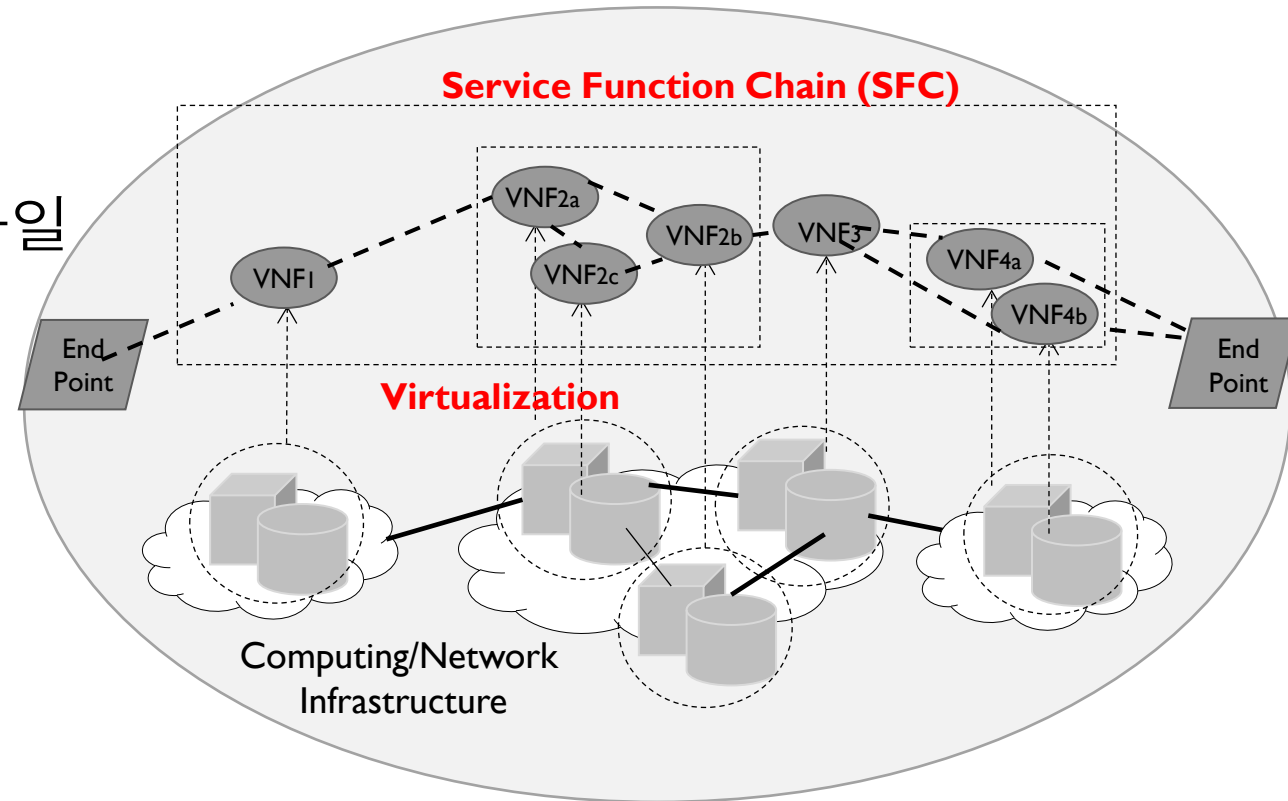 Service Function Chain (SFC)
일
VNF2a
VNF2b
VNF3
VNF1
VNF2c
VNF4a
VNF4b
End
Point
End
Point
Virtualization
Computing/Network
Infrastructure